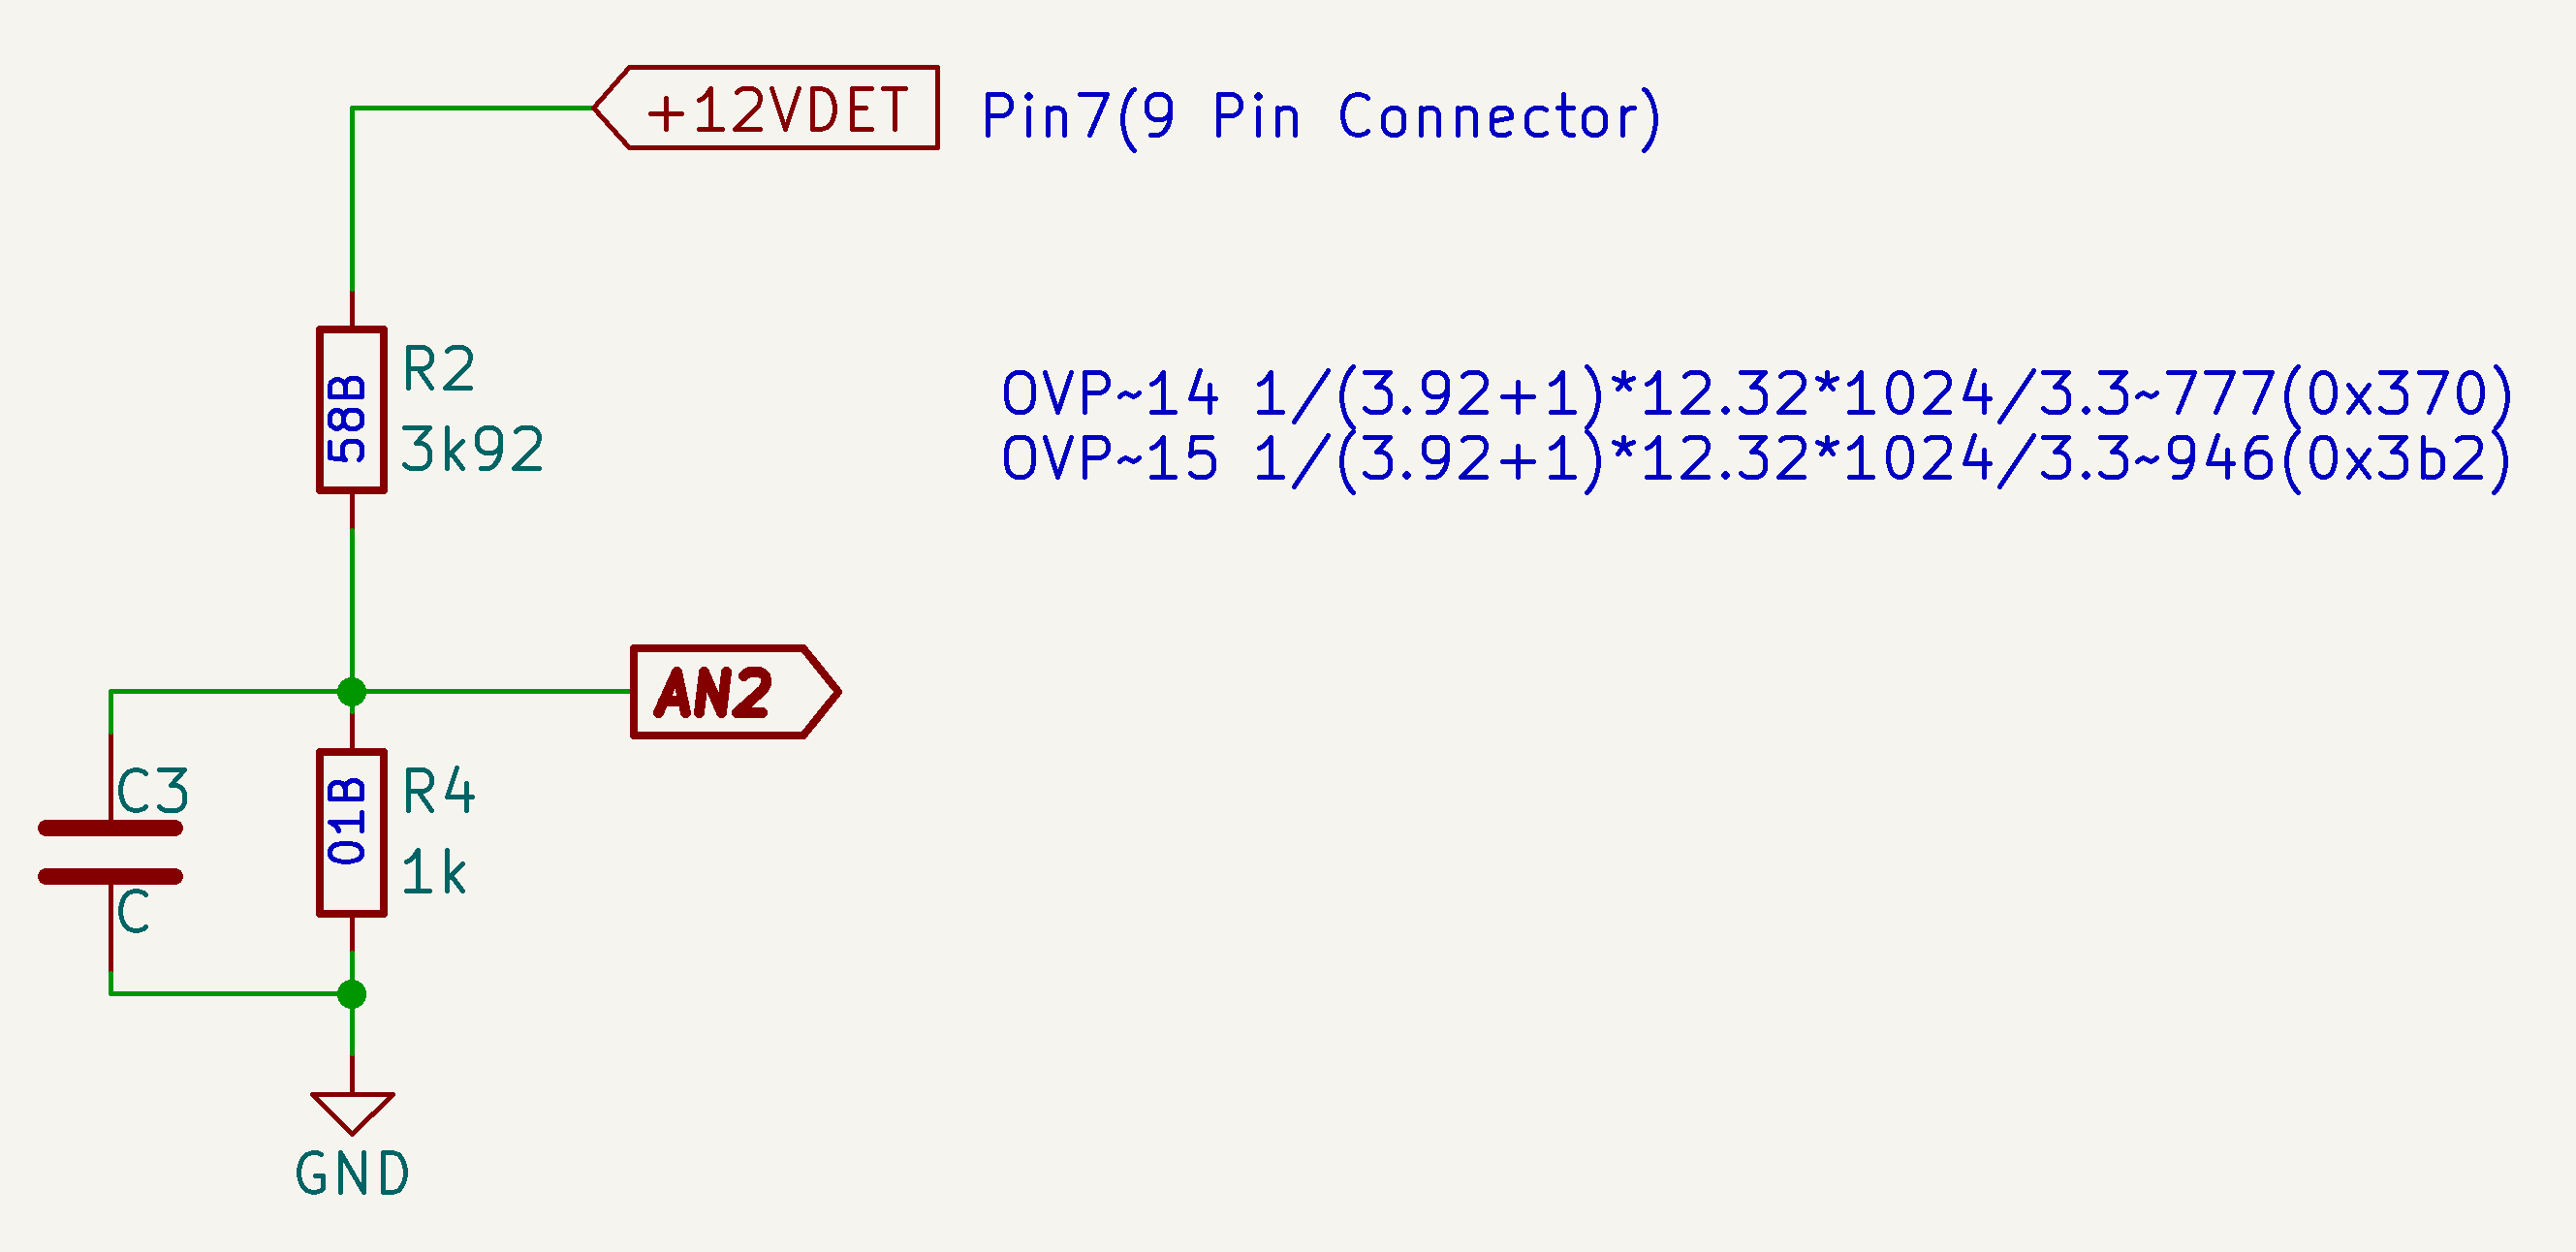 +12VDET
Pin7(9 Pin Connector)
R2
58B
3k92
OVP~14 1/(3.92+1)*12.32*1024/3.3~777(0x370)
OVP~15 1/(3.92+1)*12.32*1024/3.3~946(0x3b2)
AN2
C3
C
R4
01B
1k
GND